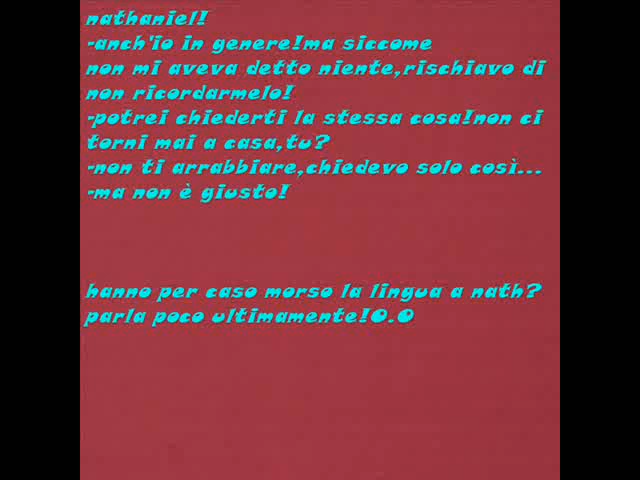 nathaniel!
-anch'io in genere!ma siccome
non mi aveva detto niente,rischiavo di
non ricordarmelo!
-potrei chiederti la stessa cosa!non ci
torni mai a casa,tu?
-non ti arrabbiare,chiedevo solo così...
-ma non è giusto!
hanno per caso morso la lingua a nath?
parla poco ultimamente!O.O